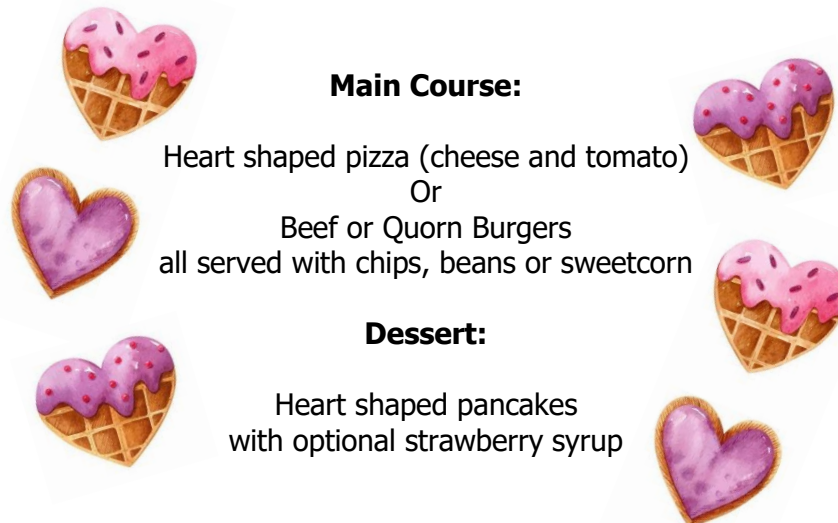 Main Course:
Heart shaped pizza (cheese and tomato)
Or
Beef or Quorn Burgers
all served with chips, beans or sweetcorn
Dessert:
Heart shaped pancakes
with optional strawberry syrup